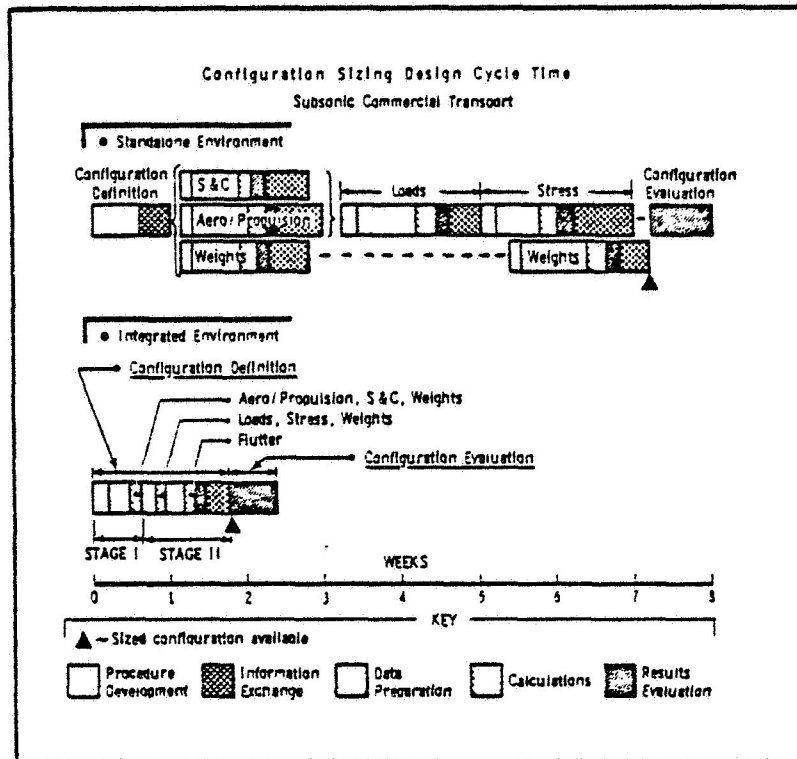 Configuration Sizing Design Cycle Time
Subsonic Commercial Transport
• Standalone Environment
Configuration
Definition
S & C
Aero/Propulsion
Weights
Loads
Stress
Configuration
Evaluation
Weights
• Integrated Environment
Configuration Definition
Aero/Propulsion, S & C, Weights
Loads, Stress, Weights
Flutter
Configuration Evaluation
STAGE I STAGE II
WEEKS
0 1 2 3 4 5 6 7 8
KEY
▲ – Sized configuration available
Procedure
Development
Information
Exchange
Data
Preparation
Calculations
Results
Evaluation